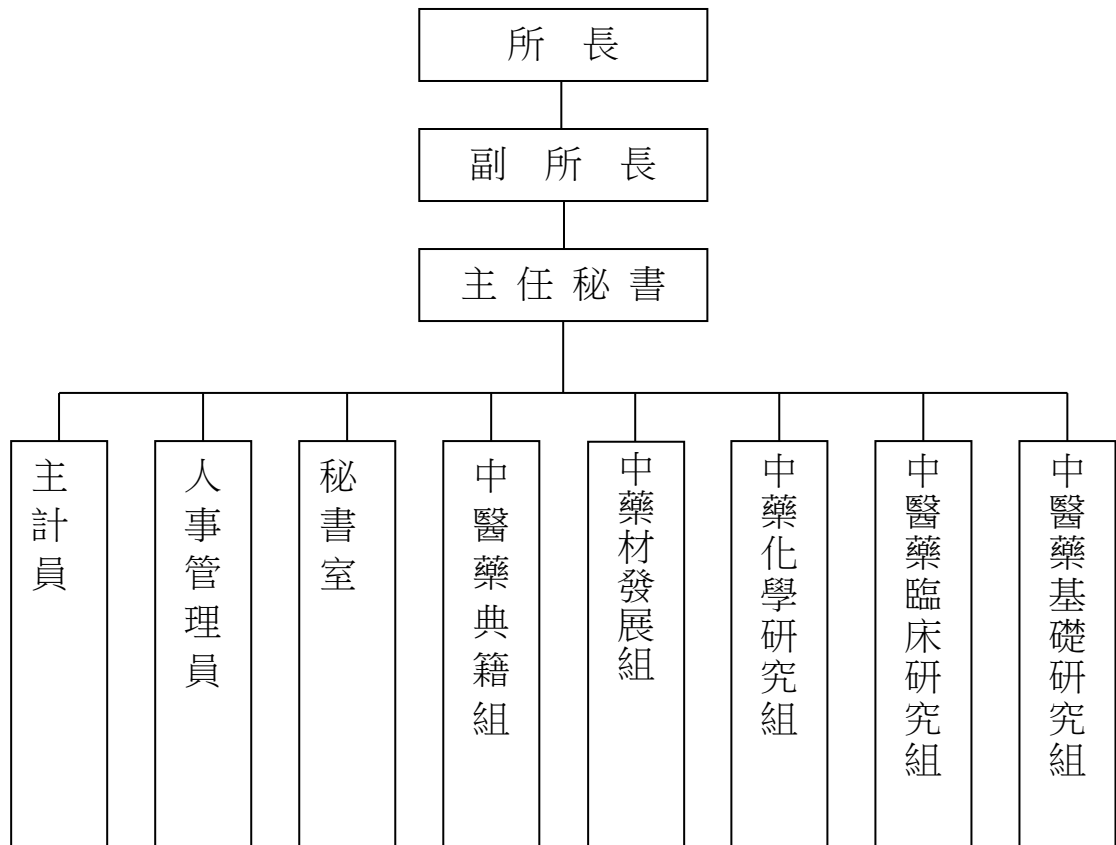 所長
副所長
主任秘書
主計員
人事管理員
秘書室
中醫藥典籍組
中藥材發展組
中藥化學研究組
中醫藥臨床研究組
中醫藥基礎研究組